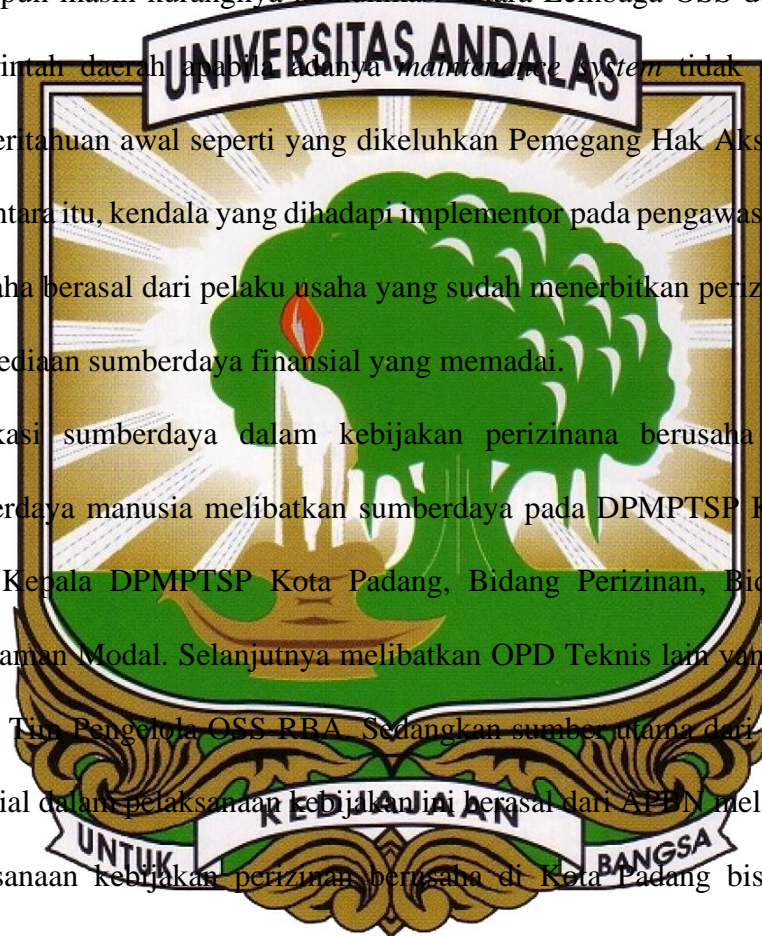 pun masih kurangnya antara Lembaga OSS d
UNIVERSITAS ANDALAS
intah daerah apabila adanya maintenance system tidak
eritahuan awal seperti yang dikeluhkan Pemegang Hak Aks
ntara itu, kendala yang dihadapi implementor pada pengawas
aha berasal dari pelaku usaha yang sudah menerbitkan periz
ediaan sumberdaya finansial yang memadai.
kasi sumberdaya dalam kebijakan perizinana berusaha
erdaya manusia melibatkan sumberdaya pada DPMPTSP K
Kepala DPMPTSP Kota Padang, Bidang Perizinan, Bid
aman Modal. Selanjutnya melibatkan OPD Teknis lain yan
Tim Pengelola OSS RBA. Sedangkan sumber utama dari
ial dalam pelaksanaan kebijakan ini berasal dari APBN mel
UNTUK KEDJAJAAN BANGSA
sanaan kebijakan perizinan berusaha di Kota Padang bis